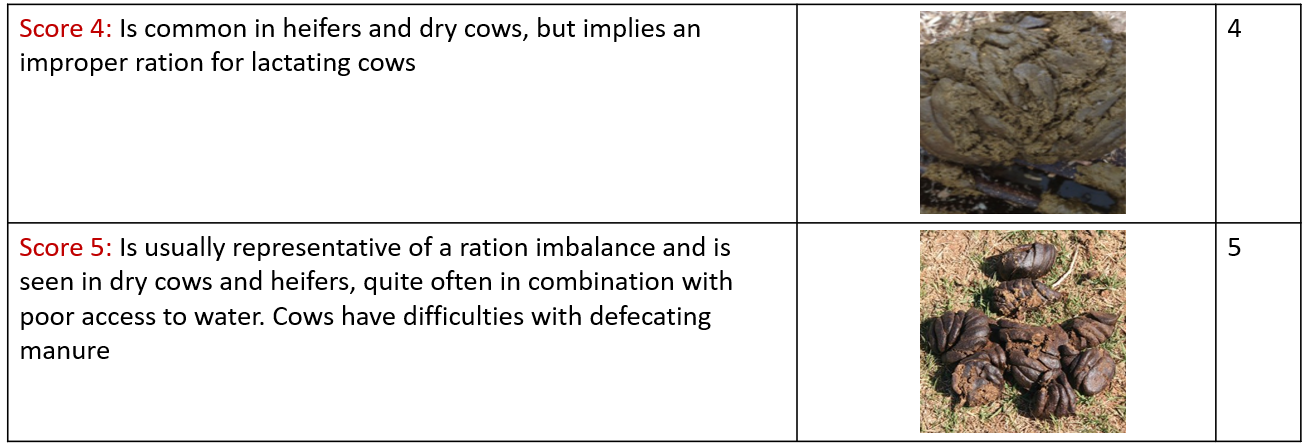 Score 4: Is common in heifers and dry cows, but implies an
improper ration for lactating cows
4
Score 5: Is usually representative of a ration imbalance and is
seen in dry cows and heifers, quite often in combination with
poor access to water. Cows have difficulties with defecating
manure
5